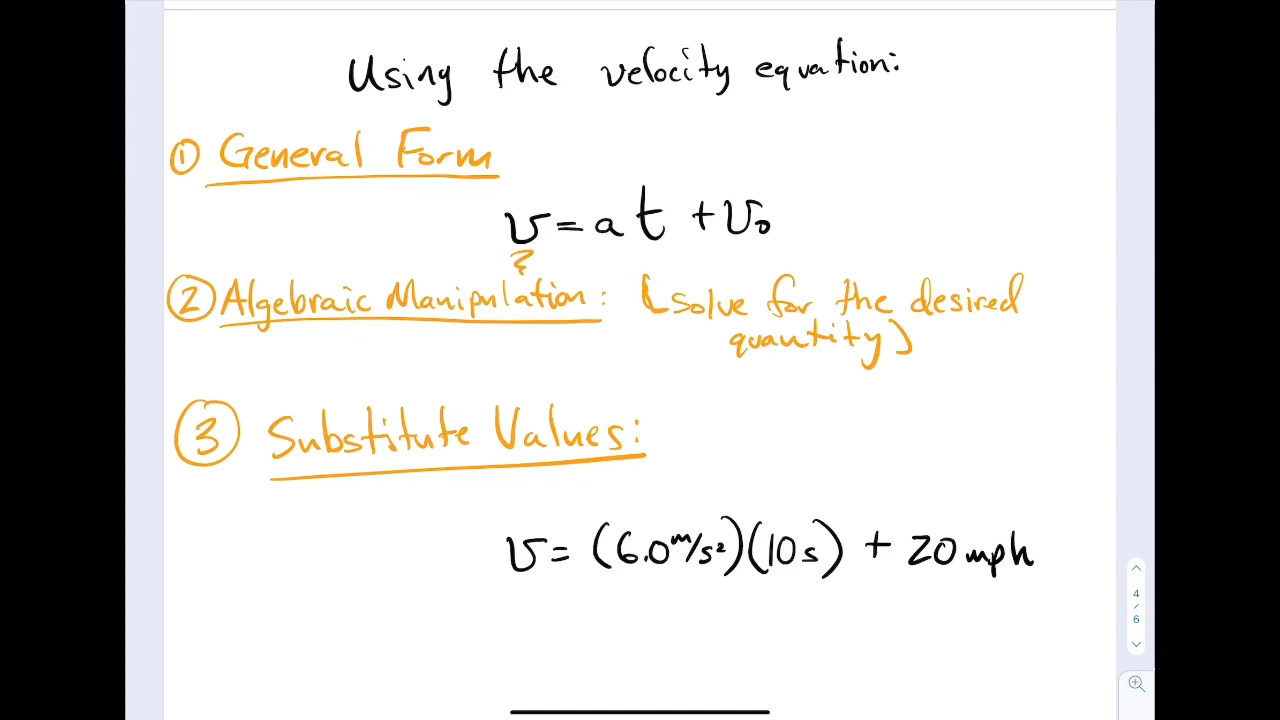 Using the velocity equation:
① General Form
v = at + v₀
?
② Algebraic Manipulation: (solve for the desired
quantity)
③ Substitute Values:
v = (6.0 m/s²)(10s) + 20 mph
4
/
6